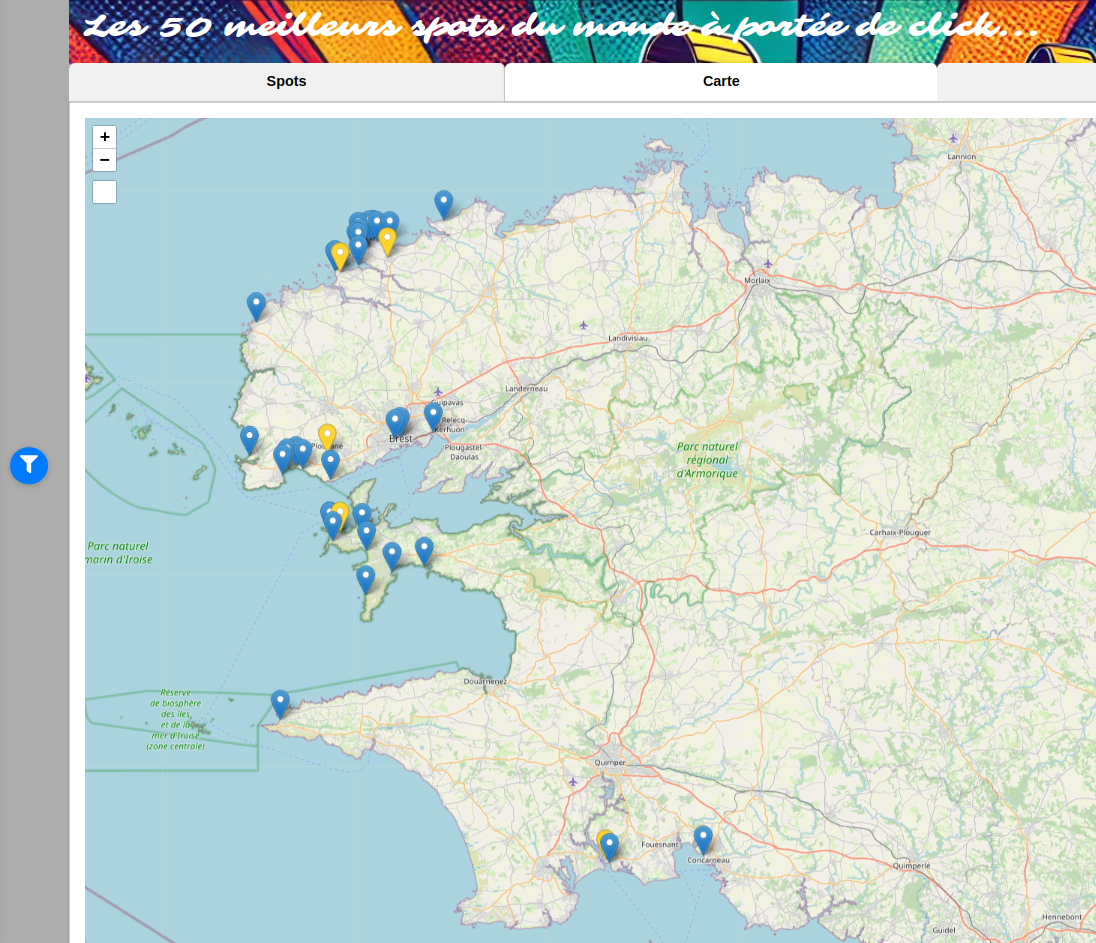 Les 50 meilleurs spots du monde à portée de click...
Spots
Carte
+
−
Lannion
Morlaix
Landivisiau
Landerneau
Guipavas
Relecq-
Kerhuon
Brest
Plougastel-
Daoulas
Parc naturel
régional
d'Armorique
Carhaix-Plouguer
Parc naturel
marin d'Iroise
Douarnenez
Réserve
de biosphère
des îles
et de la
mer d'Iroise
(zone centrale)
Quimper
Fouesnant
Concarneau
Quimperlé
Hennebont
Guidel